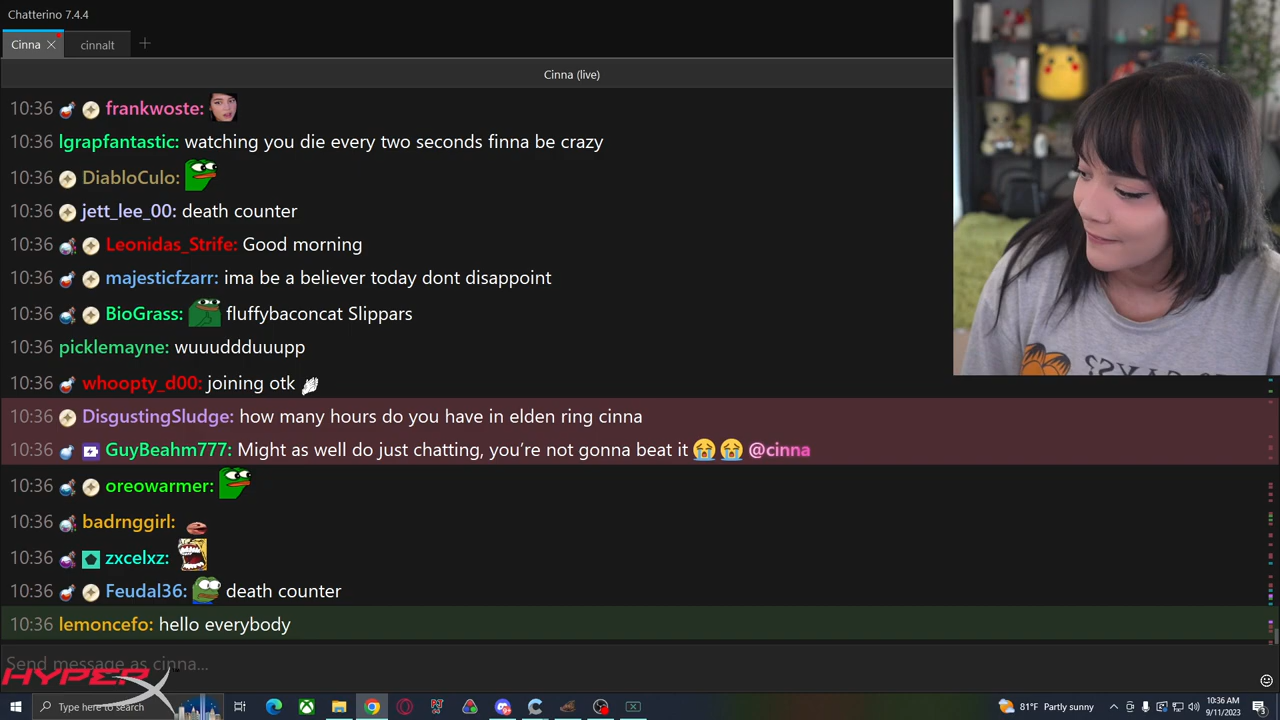 Chatterino 7.4.4
Cinna
cinnalt
Cinna (live)
10:36 frankwoste:
10:36 lgrapfantastic: watching you die every two seconds finna be crazy
10:36 DiabloCulo:
10:36 jett_lee_00: death counter
10:36 Leonidas_Strife: Good morning
10:36 majesticfzarr: ima be a believer today dont disappoint
10:36 BioGrass: fluffybaconcat Slippars
10:36 picklemayne: wuuuddduuupp
10:36 whoopty_d00: joining otk
10:36 DisgustingSludge: how many hours do you have in elden ring cinna
10:36 GuyBeahm777: Might as well do just chatting, you’re not gonna beat it 😭 😭 @cinna
10:36 oreowarmer:
10:36 badrnggirl:
10:36 zxcelxz:
10:36 Feudal36: death counter
10:36 lemoncefo: hello everybody
Send message as cinna...
HYPERX
Type here to search
81°F Partly sunny
10:36 AM
9/11/2023
3